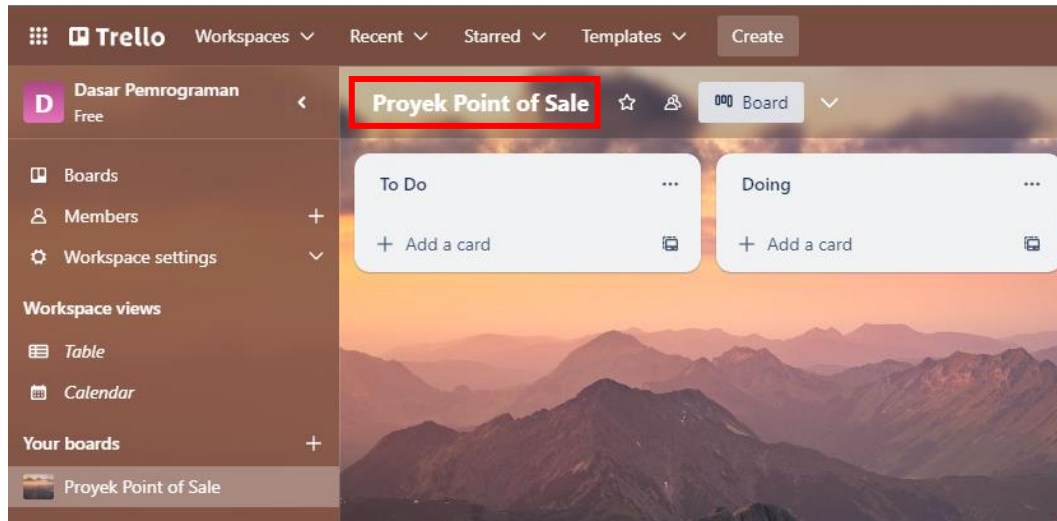 Trello Workspaces Recent Starred Templates Create
D Dasar Pemrograman
Free
Proyek Point of Sale Board
Boards
Members
Workspace settings
Workspace views
Table
Calendar
Your boards
Proyek Point of Sale
To Do
Add a card
Doing
Add a card